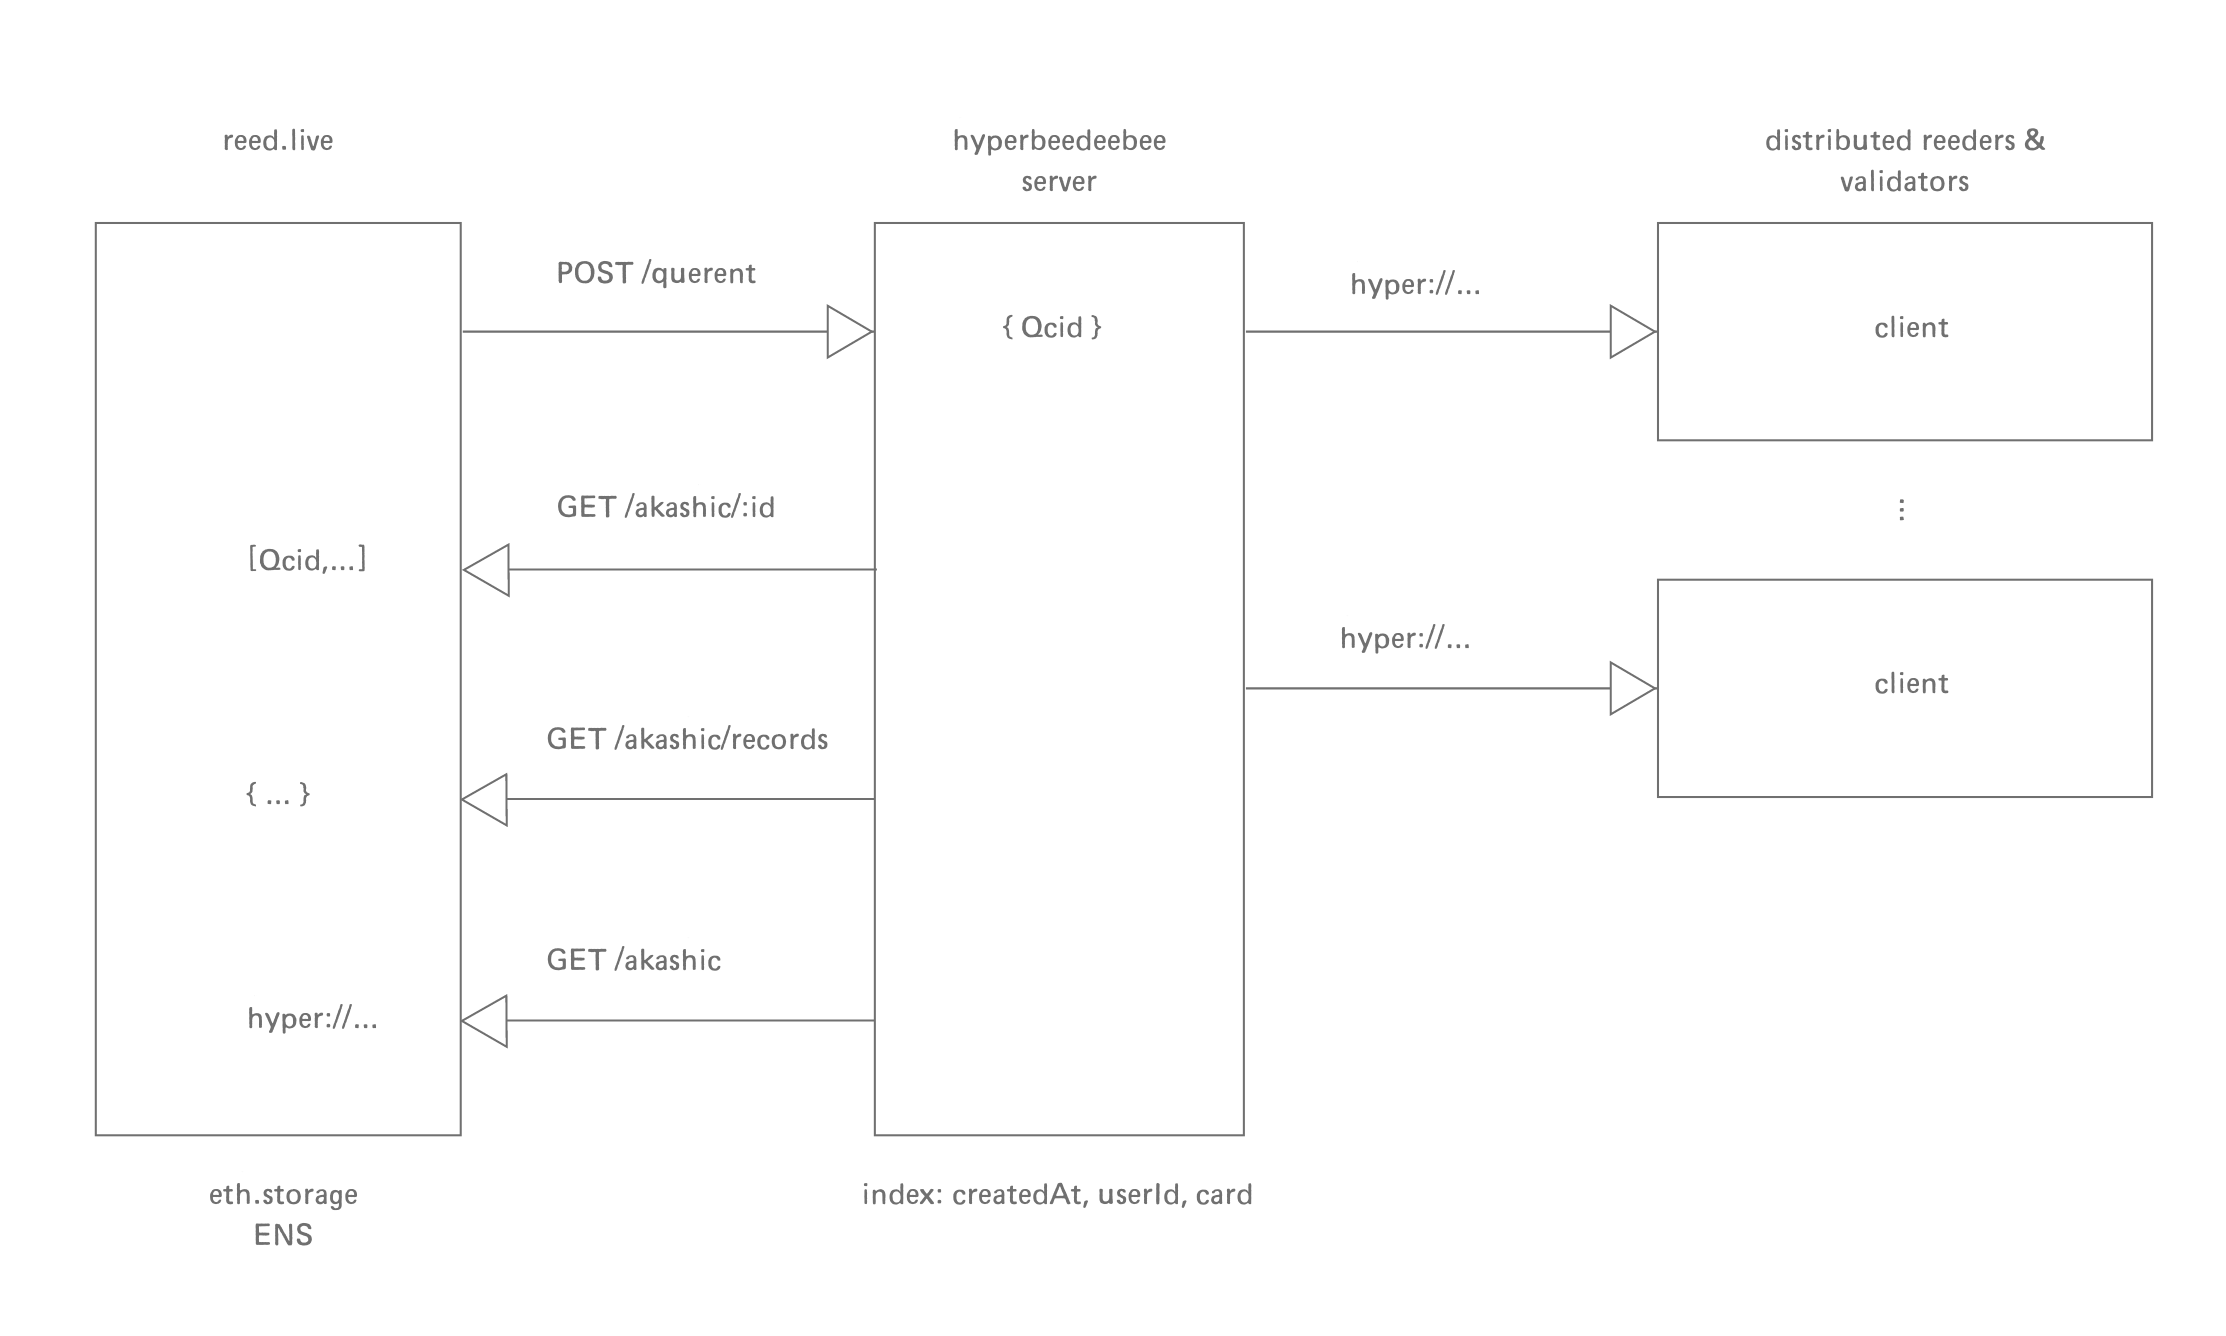 reed.live
hyperbeedeebee
server
distributed reeders &
validators
POST /querent
{ Qcid }
hyper://...
client
GET /akashic/:id
[Qcid,...]
⋮
hyper://...
client
GET /akashic/records
{ ... }
GET /akashic
hyper://...
eth.storage
ENS
index: createdAt, userId, card